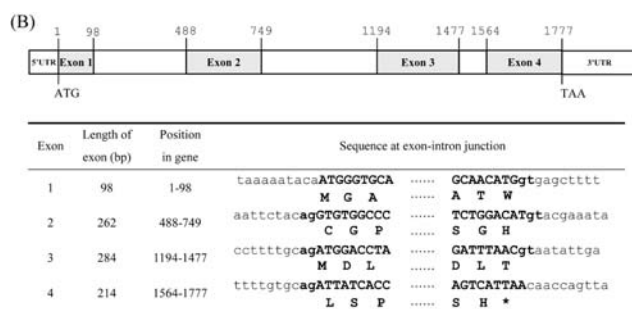 (B)
1 98 488 749 1194 1477 1564 1777
5'UTR Exon 1 Exon 2 Exon 3 Exon 4 3'UTR
ATG TAA
Exon Length of exon (bp) Position in gene Sequence at exon-intron junction
1 98 1-98 taaaaatacaATGGGTGCA ...... GCAACATGgtgagctttt
M G A ...... A T W
2 262 488-749 aattctacagGTGTGGCCC ...... TCTGGACATgtacgaaata
C G P ...... S G H
3 284 1194-1477 ccttttgcagATGGACCTA ...... GATTTAACgtaatattga
M D L ...... D L T
4 214 1564-1777 ttttgtgcagATTATCACC ...... AGTCATTAAcaaccagtta
L S P ...... S H *